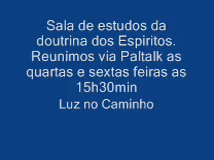 Sala de estudos da
doutrina dos Espiritos.
Reunimos via Paltalk as
quartas e sextas feiras as
15h30min
Luz no Caminho